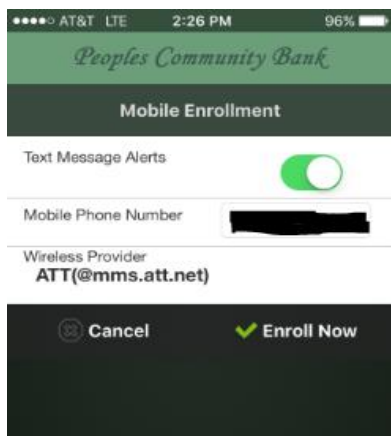 AT&T LTE 2:26 PM 96%
Peoples Community Bank
Mobile Enrollment
Text Message Alerts
Mobile Phone Number
Wireless Provider
ATT(@mms.att.net)
Cancel Enroll Now